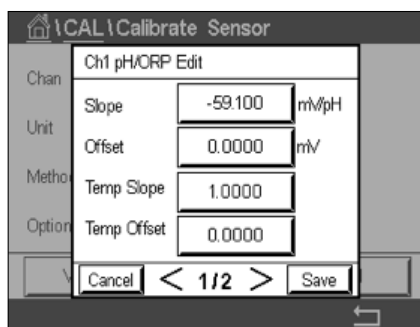 \CAL\Calibrate Sensor
Ch1 pH/ORP Edit
Chan
Slope -59.100 mV/pH
Unit
Offset 0.0000 mV
Metho
Temp Slope 1.0000
Option
Temp Offset 0.0000
Cancel < 1/2 > Save